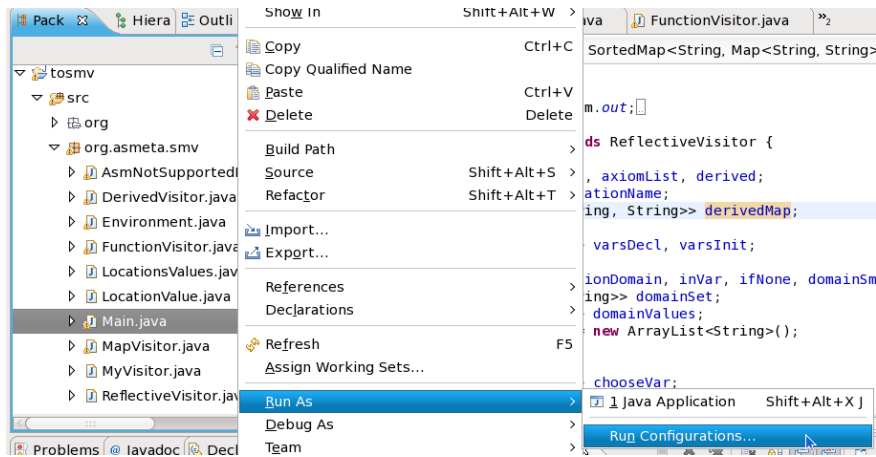 Pack Hiera Outli
tosmv
src
org
org.asmeta.smv
AsmNotSupported
DerivedVisitor.java
Environment.java
FunctionVisitor.java
LocationsValues.jav
LocationValue.java
Main.java
MapVisitor.java
MyVisitor.java
ReflectiveVisitor.jav
Problems @ Javadoc Decl
Show In Shift+Alt+W >
Copy Ctrl+C
Copy Qualified Name
Paste Ctrl+V
Delete Delete
Build Path >
Source Shift+Alt+S >
Refactor Shift+Alt+T >
Import...
Export...
References >
Declarations >
Refresh F5
Assign Working Sets...
Run As >
Debug As >
Team >
ava FunctionVisitor.java »2
SortedMap<String, Map<String, String>
m.out;
ds ReflectiveVisitor {
, axiomList, derived;
ationName;
ing, String>> derivedMap;
varsDecl, varsInit;
ionDomain, inVar, ifNone, domainSm
ing>> domainSet;
domainValues;
= new ArrayList<String>();
chooseVar;
1 Java Application Shift+Alt+X J
Run Configurations...